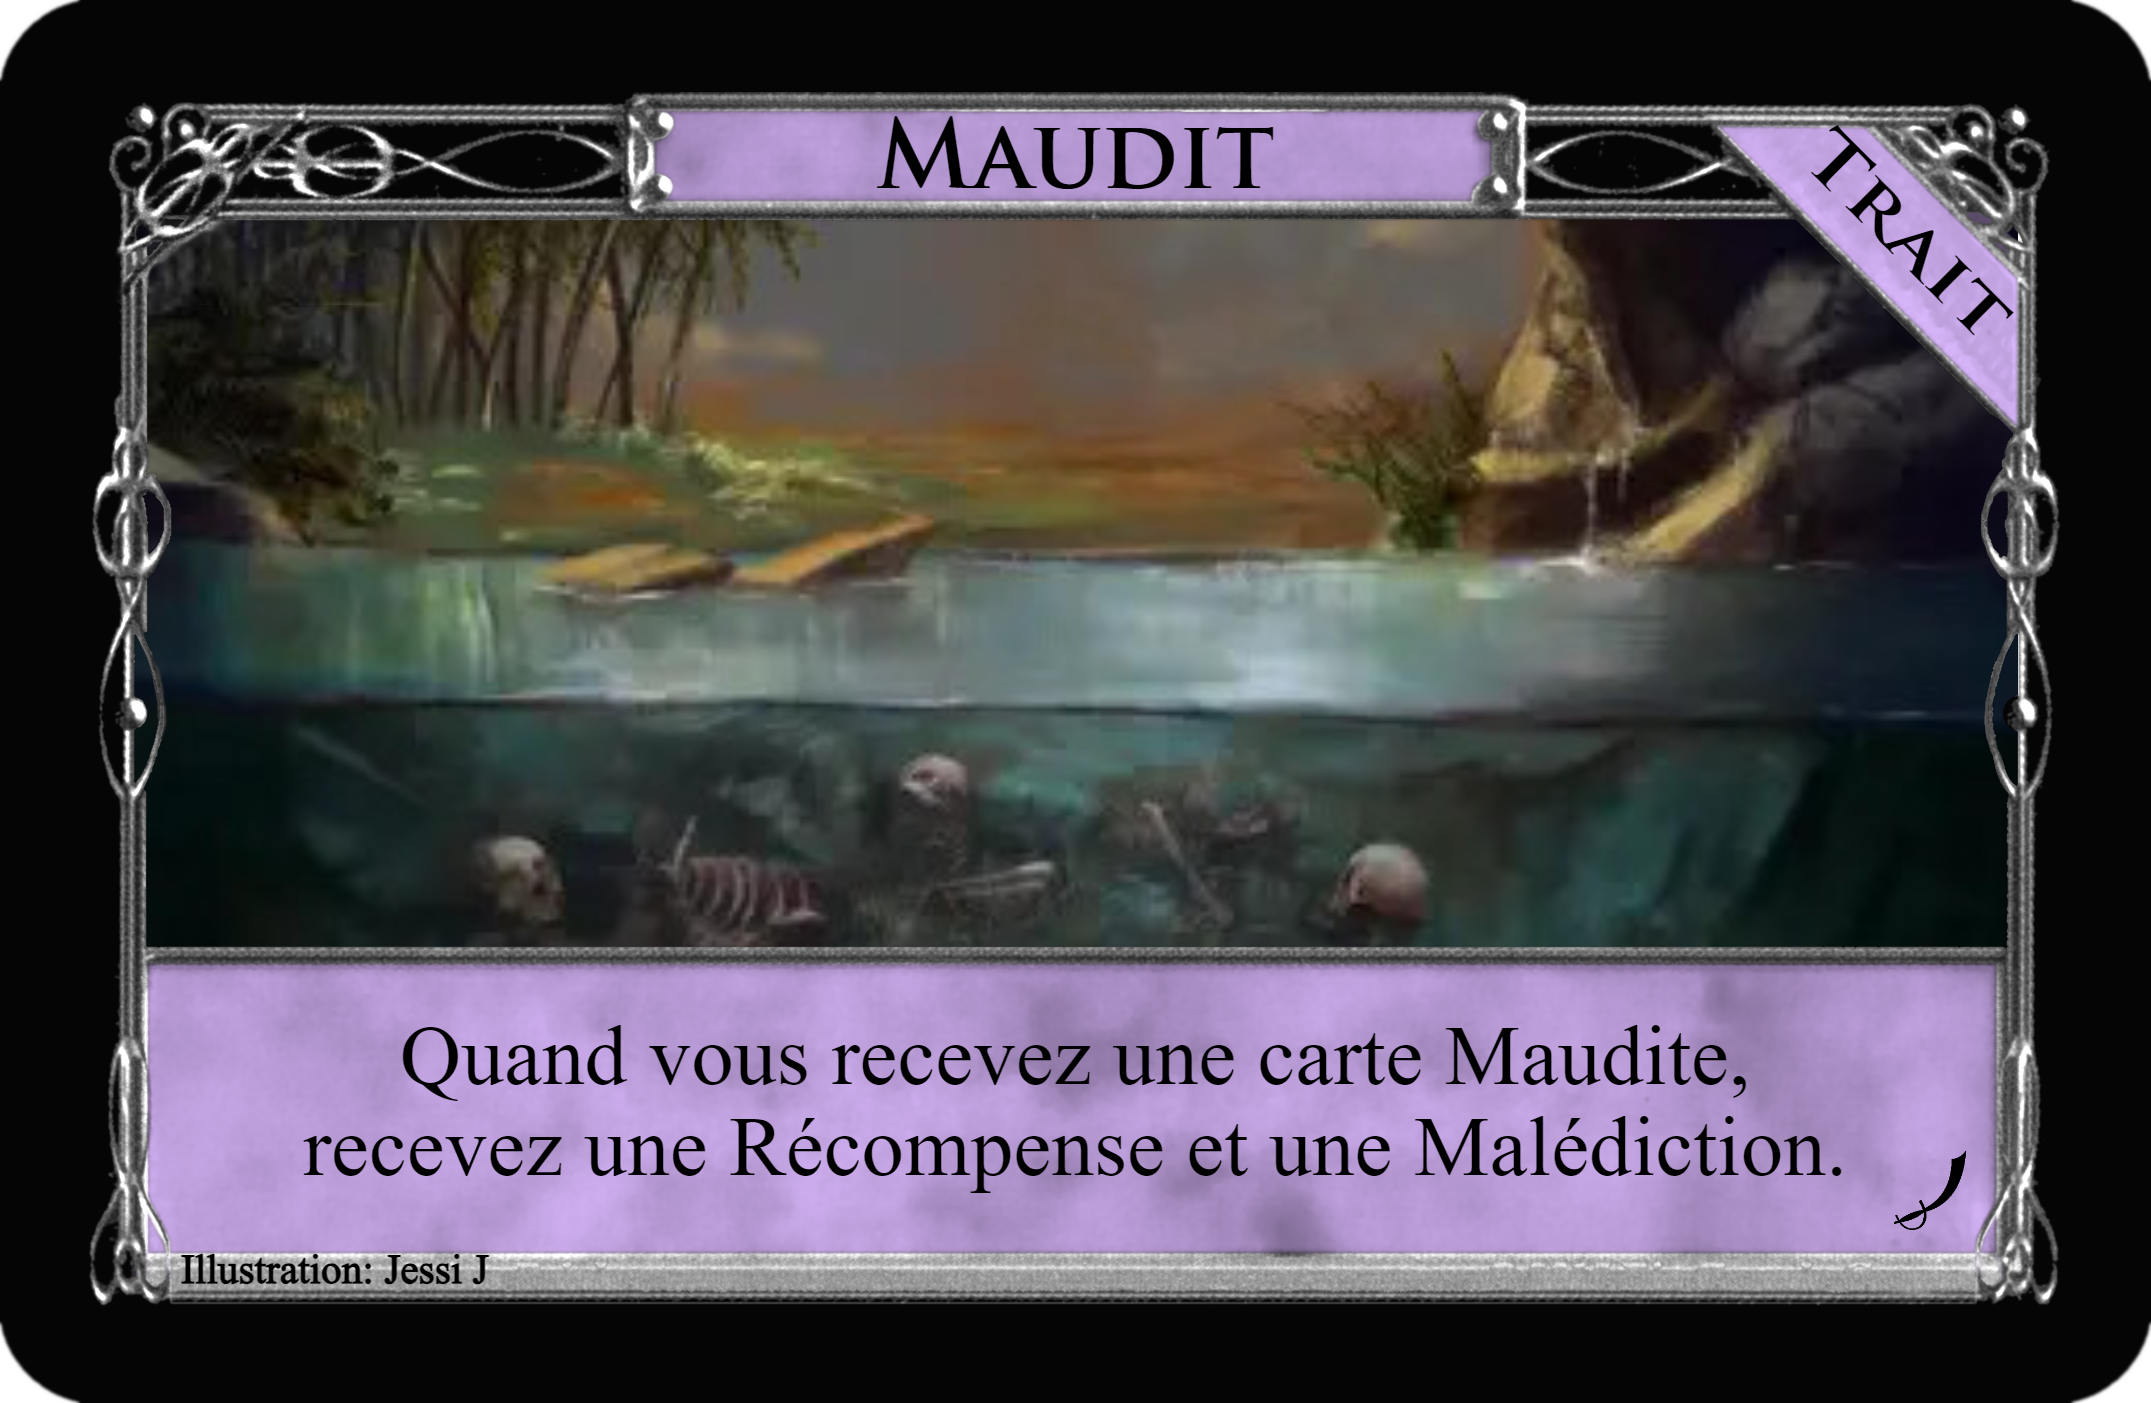 Maudit
Trait
Quand vous recevez une carte Maudite,
recevez une Récompense et une Malédiction.
Illustration: Jessi J